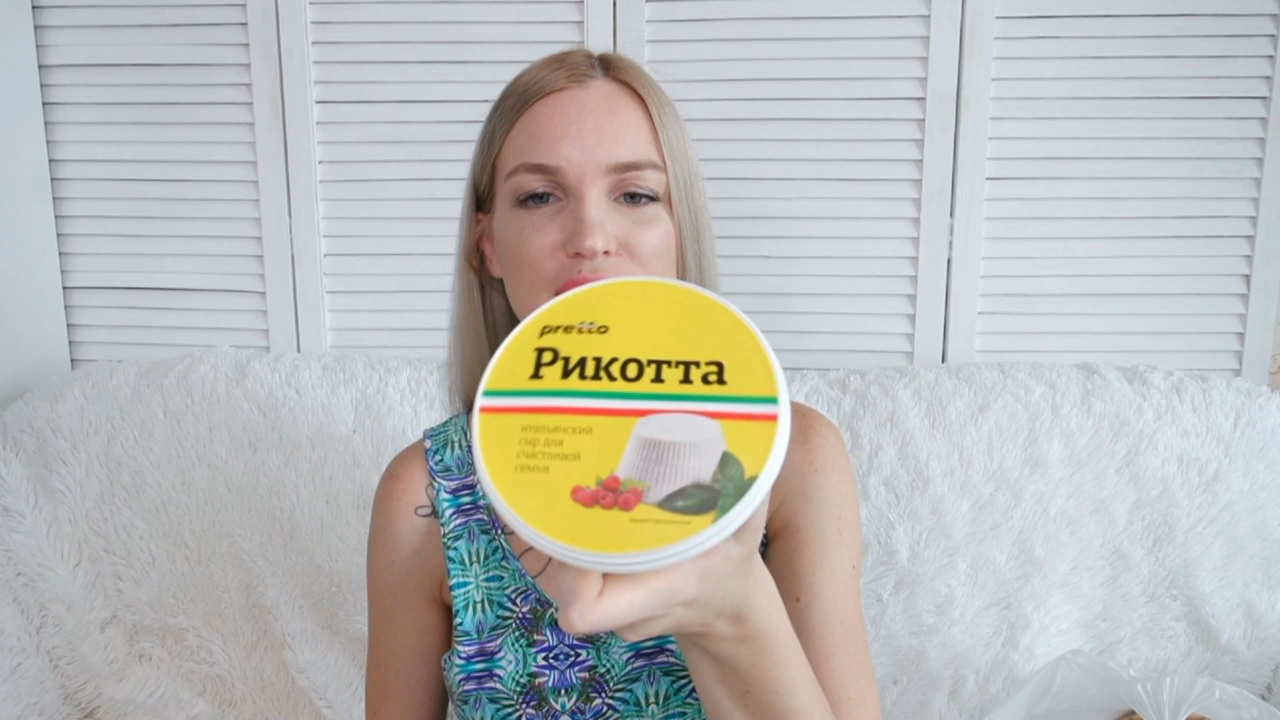 pretto
Рикотта
итальянский
сыр для
счастливой
семьи